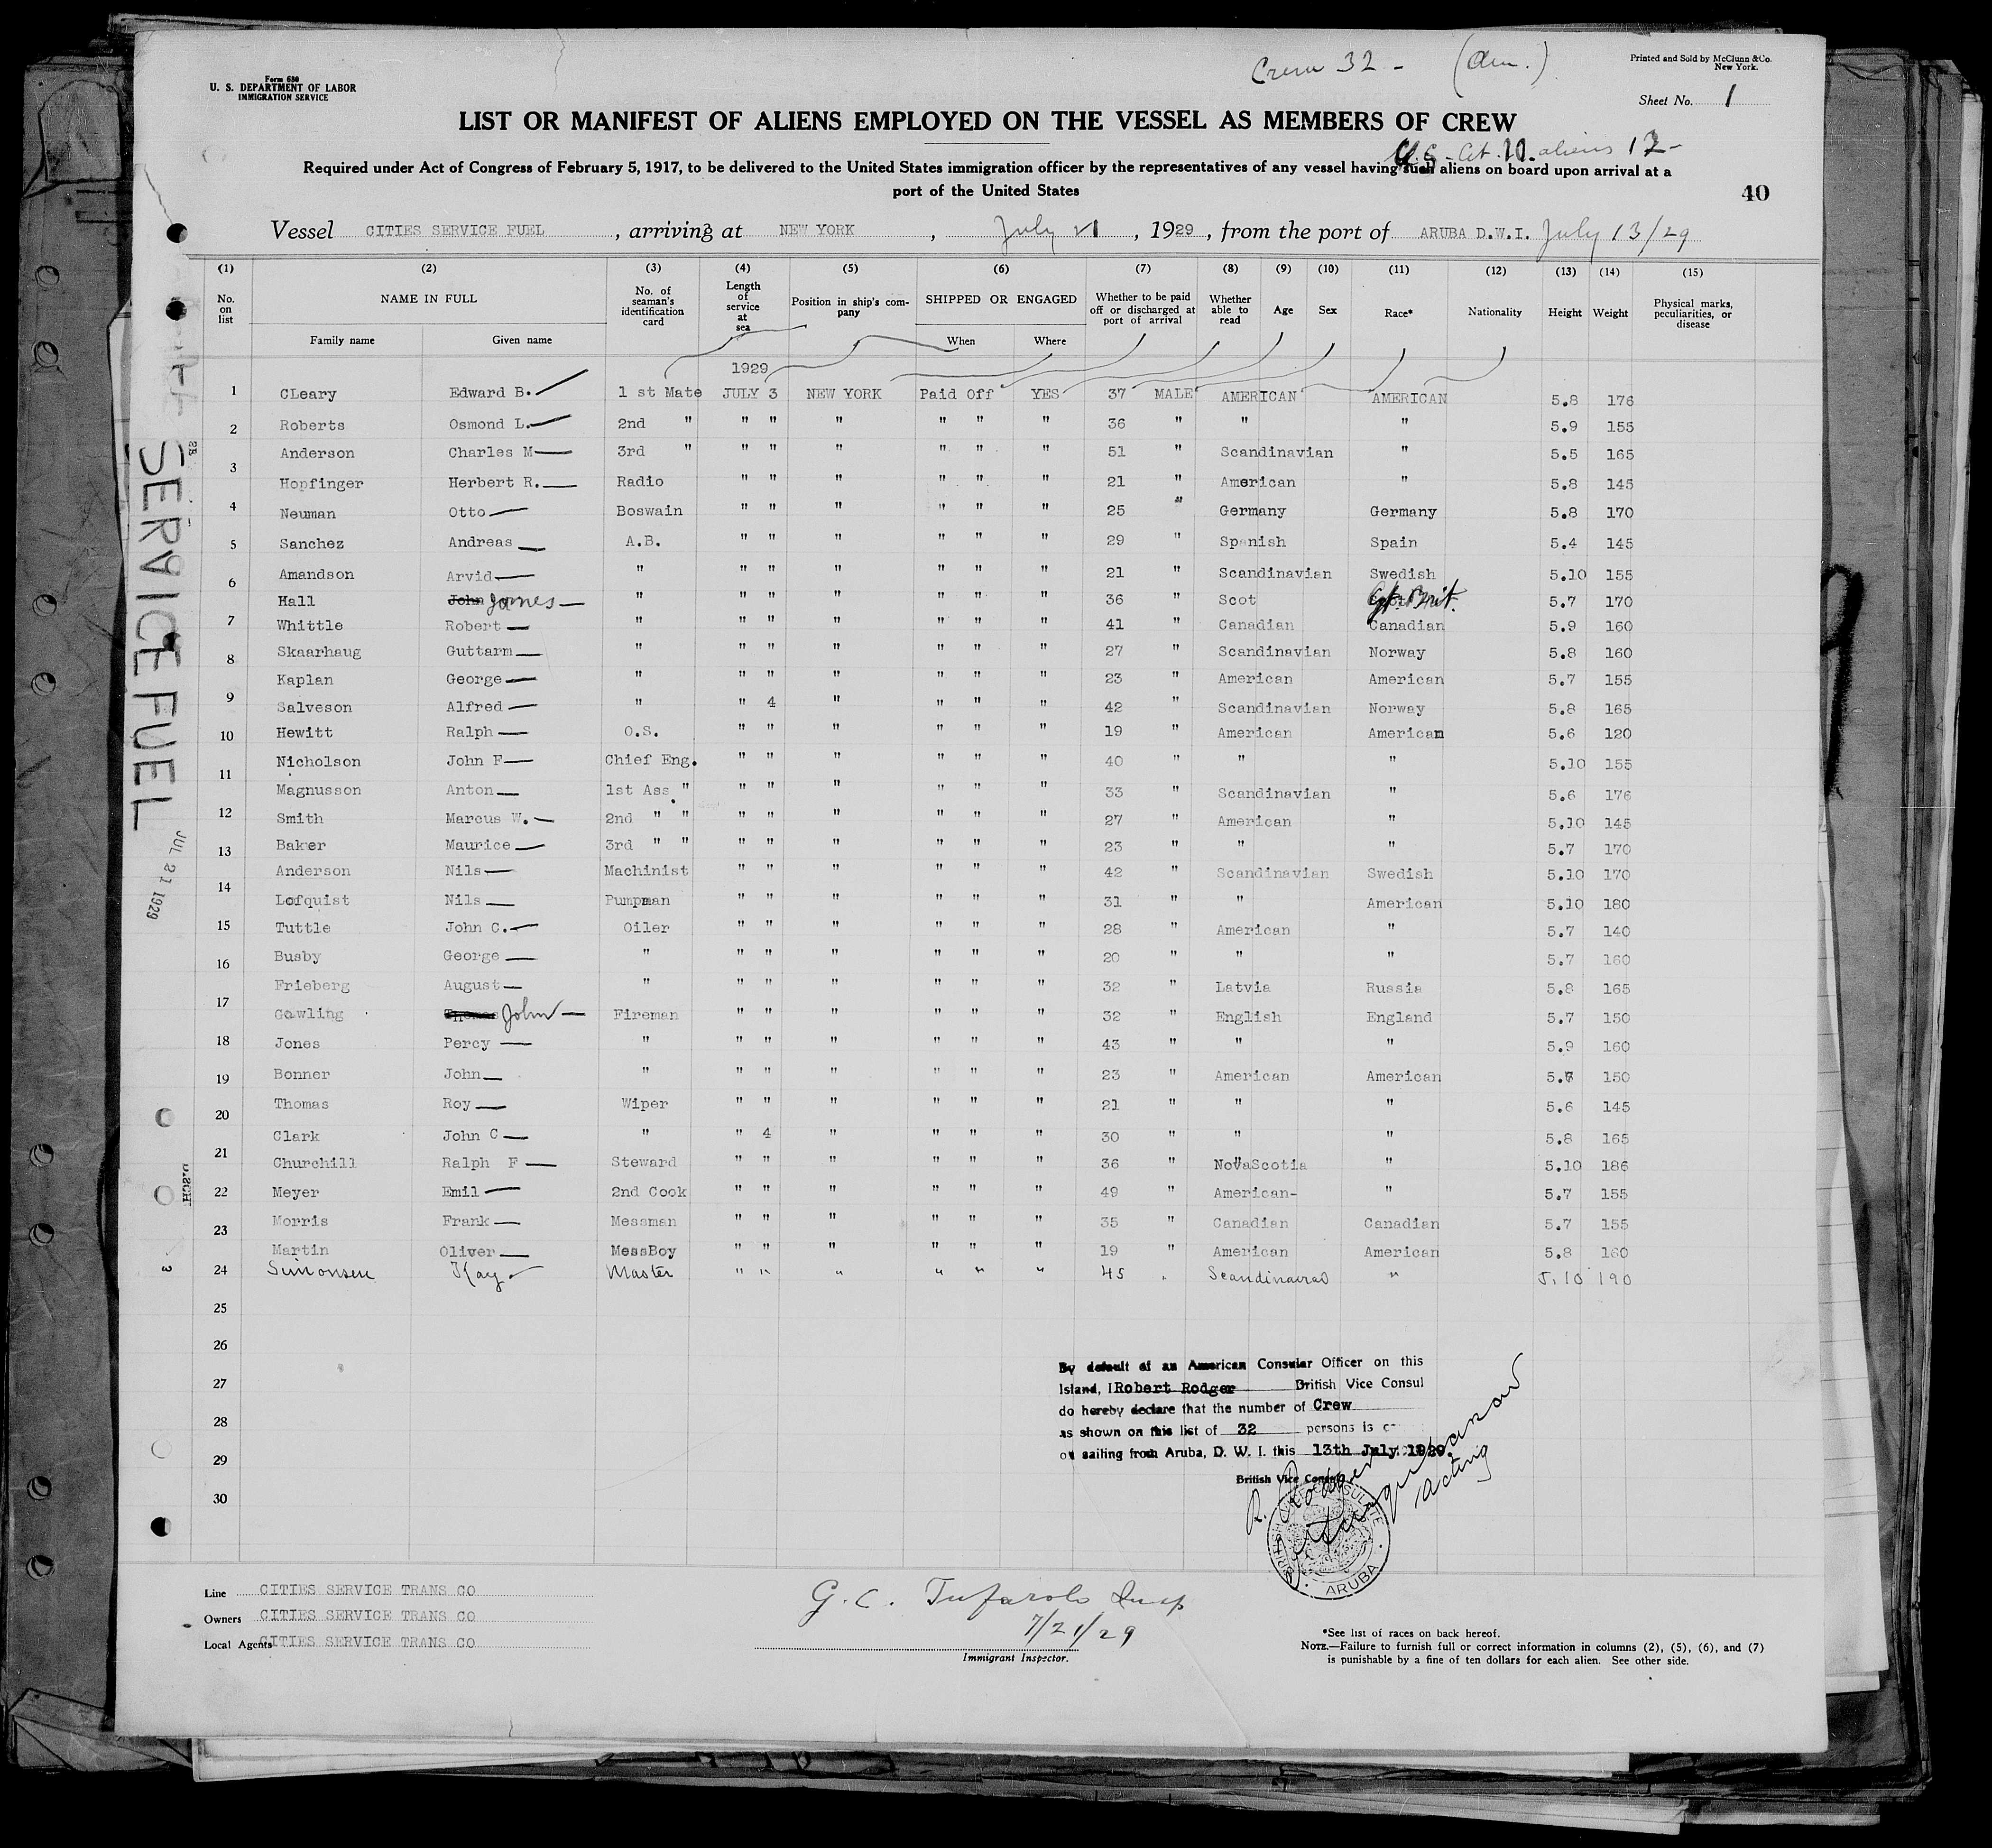 Form 680
U. S. DEPARTMENT OF LABOR
IMMIGRATION SERVICE
Crew 32 - (Am.)
Printed and Sold by McClunn &Co.
New York.
Sheet No. 1
LIST OR MANIFEST OF ALIENS EMPLOYED ON THE VESSEL AS MEMBERS OF CREW
U.S. - Cit. aliens 12-
Required under Act of Congress of February 5, 1917, to be delivered to the United States immigration officer by the representatives of any vessel having such aliens on board upon arrival at a
port of the United States
40
Vessel CITIES SERVICE FUEL , arriving at NEW YORK , July 21 , 1929 , from the port of ARUBA D.W.I. July 13/29
(1) (2) (3) (4) (5) (6) (7) (8) (9) (10) (11) (12) (13) (14) (15)
No. on list NAME IN FULL Family name Given name No. of seaman's identification card Length of service at sea Position in ship's company SHIPPED OR ENGAGED When Where Whether to be paid off or discharged at port of arrival Whether able to read Age Sex Race* Nationality Height Weight Physical marks, peculiarities, or disease
1929
1 CLeary Edward B. 1 st Mate JULY 3 NEW YORK Paid Off YES 37 MALE AMERICAN AMERICAN 5.8 176
2 Roberts Osmond L. 2nd " " " " " " " 36 " " " 5.9 155
Anderson Charles M 3rd " " " " " " " 51 " Scandinavian " 5.5 165
3 Hopfinger Herbert R. Radio " " " " " " 21 " American " 5.8 145
4 Neuman Otto Boswain " " " " " " 25 " Germany Germany 5.8 170
5 Sanchez Andreas A.B. " " " " " " 29 " Spanish Spain 5.4 145
6 Amandson Arvid " " " " " " " 21 " Scandinavian Swedish 5.10 155
Hall John James " " " " " " " 36 " Scot Gt. Brit. 5.7 170
7 Whittle Robert " " " " " " " 41 " Canadian Canadian 5.9 160
8 Skaarhaug Guttarm " " " " " " " 27 " Scandinavian Norway 5.8 160
Kaplan George " " " " " " " 23 " American American 5.7 155
9 Salveson Alfred " " 4 " " " " 42 " Scandinavian Norway 5.8 165
10 Hewitt Ralph O.S. " " " " " " 19 " American American 5.6 120
Nicholson John F Chief Eng. " " " " " " 40 " " " 5.10 155
11 Magnusson Anton 1st Ass " " " " " " " 33 " Scandinavian " 5.6 176
12 Smith Marcus W. 2nd " " " " " " " " 27 " American " 5.10 145
13 Baker Maurice 3rd " " " " " " " " 23 " " " 5.7 170
Anderson Nils Machinist " " " " " " 42 " Scandinavian Swedish 5.10 170
14 Lofquist Nils Pumpman " " " " " " 31 " " American 5.10 180
15 Tuttle John C. Oiler " " " " " " 28 " American " 5.7 140
16 Busby George " " " " " " " 20 " " " 5.7 160
Frieberg August " " " " " " " 32 " Latvia Russia 5.8 165
17 Gowling Thomas John Fireman " " " " " " 32 " English England 5.7 150
18 Jones Percy " " " " " " " 43 " " " 5.9 160
19 Bonner John " " " " " " " 23 " American American 5.7 150
20 Thomas Roy Wiper " " " " " " 21 " " " 5.6 145
Clark John C " " 4 " " " " 30 " " " 5.8 165
21 Churchill Ralph F Steward " " " " " " 36 " NovaScotia " 5.10 186
22 Meyer Emil 2nd Cook " " " " " " 49 " American- " 5.7 155
23 Morris Frank Messman " " " " " " 35 " Canadian Canadian 5.7 155
Martin Oliver MessBoy " " " " " " 19 " American American 5.8 160
24 Simonsen Kay Master " " " " " " 45 " Scandinavian " 5.10 190
25
26
27
28
29
30
SERVICE FUEL
JUL 21 1929
DISCH
3
By default of an American Consular Officer on this
Island, I Robert Rodger British Vice Consul
do hereby declare that the number of Crew
as shown on this list of 32 persons is
on sailing from Aruba, D. W. I. this 13th July. 1929
British Vice Consul
R. Rodger
acting
BRITISH VICE CONSULATE ARUBA
Line CITIES SERVICE TRANS CO
Owners CITIES SERVICE TRANS CO
Local Agents CITIES SERVICE TRANS CO
G. C. Tufarolo Insp
7/21/29
Immigrant Inspector.
*See list of races on back hereof.
NOTE.—Failure to furnish full or correct information in columns (2), (5), (6), and (7)
is punishable by a fine of ten dollars for each alien. See other side.